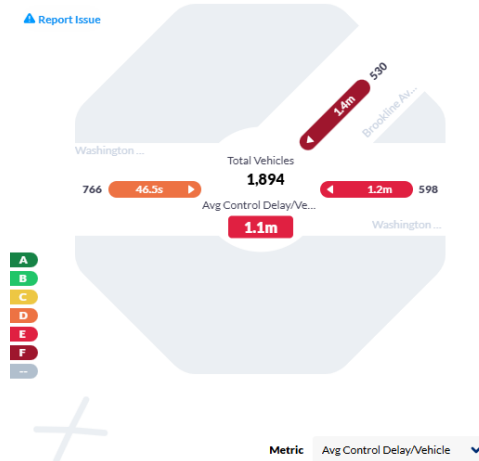 Report Issue
530
1.4m
Brookline Av...
Washington ...
Total Vehicles
1,894
766 46.5s
1.2m 598
Avg Control Delay/Ve...
1.1m
Washington ...
A
B
C
D
E
F
--
Metric Avg Control Delay/Vehicle